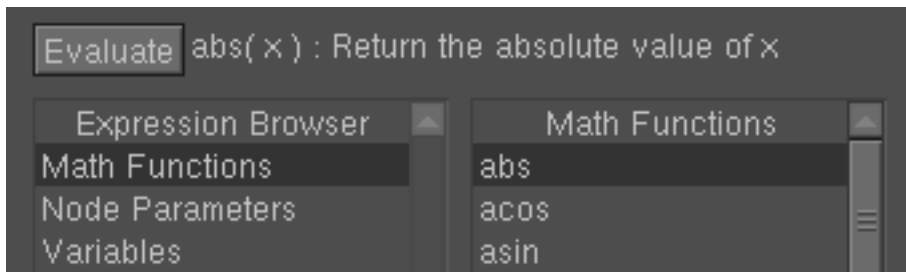 Evaluate abs( x ) : Return the absolute value of x
Expression Browser
Math Functions
Node Parameters
Variables
Math Functions
abs
acos
asin